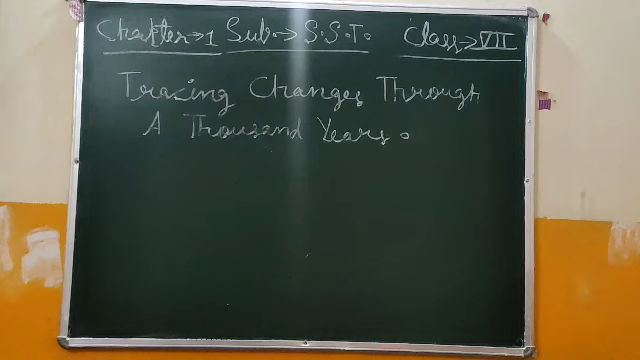 Chapter→1 Sub.→ S.S.T. Class→VII
Tracing Changes Through
A Thousand Years.